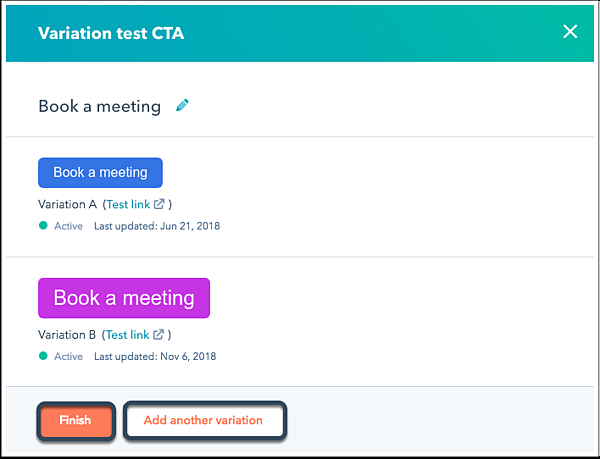 Variation test CTA
Book a meeting
Book a meeting
Variation A (Test link )
Active Last updated: Jun 21, 2018
Book a meeting
Variation B (Test link )
Active Last updated: Nov 6, 2018
Finish Add another variation